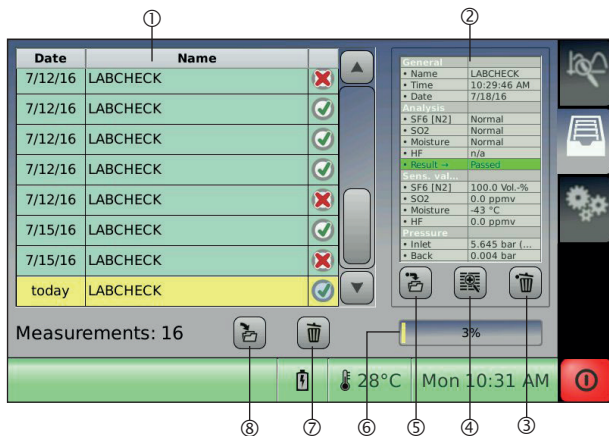 ① ②
Date Name
7/12/16 LABCHECK
7/12/16 LABCHECK
7/12/16 LABCHECK
7/12/16 LABCHECK
7/12/16 LABCHECK
7/15/16 LABCHECK
7/15/16 LABCHECK
today LABCHECK
General
• Name LABCHECK
• Time 10:29:46 AM
• Date 7/18/16
Analysis
• SF6 [N2] Normal
• SO2 Normal
• Moisture Normal
• HF n/a
• Result → Passed
Sens. val...
• SF6 [N2] 100.0 Vol.-%
• SO2 0.0 ppmv
• Moisture -43 °C
• HF 0.0 ppmv
Pressure
• Inlet 5.645 bar (...
• Back 0.004 bar
Measurements: 16
3%
28°C Mon 10:31 AM
⑧ ⑦ ⑥ ⑤ ④ ③